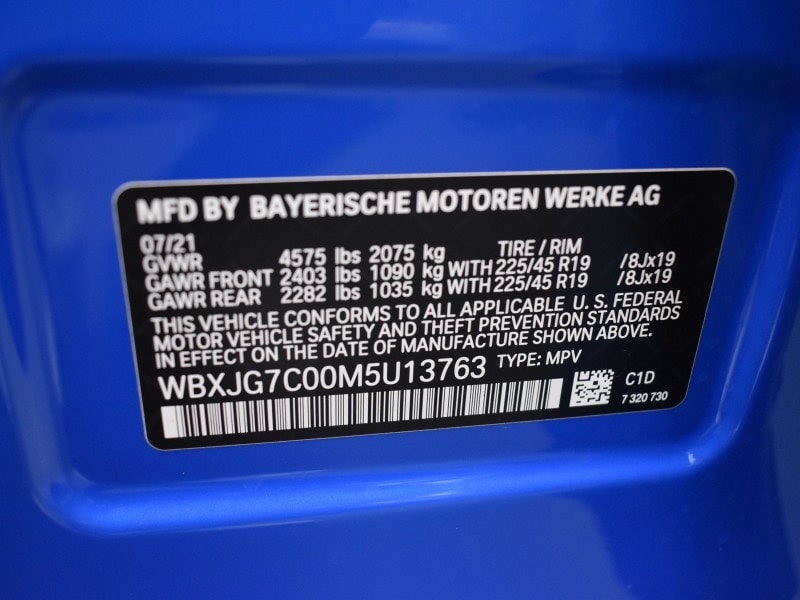 MFD BY BAYERISCHE MOTOREN WERKE AG
07/21 TIRE / RIM
GVWR 4575 lbs 2075 kg
GAWR FRONT 2403 lbs 1090 kg WITH 225/45 R19 /8Jx19
GAWR REAR 2282 lbs 1035 kg WITH 225/45 R19 /8Jx19
THIS VEHICLE CONFORMS TO ALL APPLICABLE U. S. FEDERAL
MOTOR VEHICLE SAFETY AND THEFT PREVENTION STANDARDS
IN EFFECT ON THE DATE OF MANUFACTURE SHOWN ABOVE.
WBXJG7C00M5U13763 TYPE: MPV
C1D
7 320 730